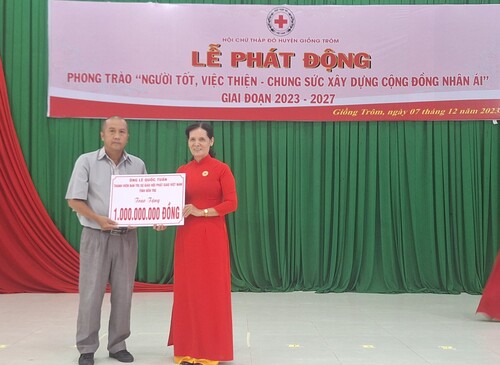 HỘI CHỮ THẬP ĐỎ HUYỆN GIỒNG TRÔM
LỄ PHÁT ĐỘNG
PHONG TRÀO “NGƯỜI TỐT, VIỆC THIỆN - CHUNG SỨC XÂY DỰNG CỘNG ĐỒNG NHÂN ÁI”
GIAI ĐOẠN 2023 - 2027
Giồng Trôm, ngày 07 tháng 12 năm 2023
ÔNG LÊ QUỐC THÔN
Trao Tặng
1.000.000.000 ĐỒNG